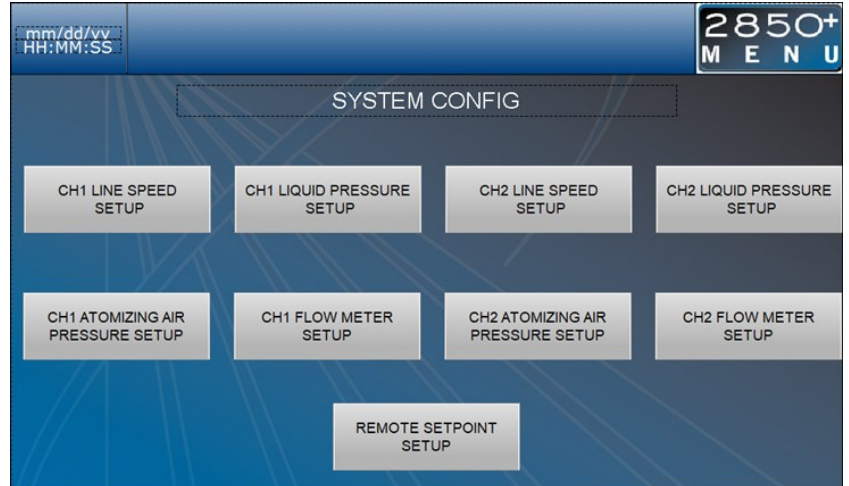 mm/dd/yy
HH:MM:SS
2850+
MENU
SYSTEM CONFIG
CH1 LINE SPEED
SETUP
CH1 LIQUID PRESSURE
SETUP
CH2 LINE SPEED
SETUP
CH2 LIQUID PRESSURE
SETUP
CH1 ATOMIZING AIR
PRESSURE SETUP
CH1 FLOW METER
SETUP
CH2 ATOMIZING AIR
PRESSURE SETUP
CH2 FLOW METER
SETUP
REMOTE SETPOINT
SETUP